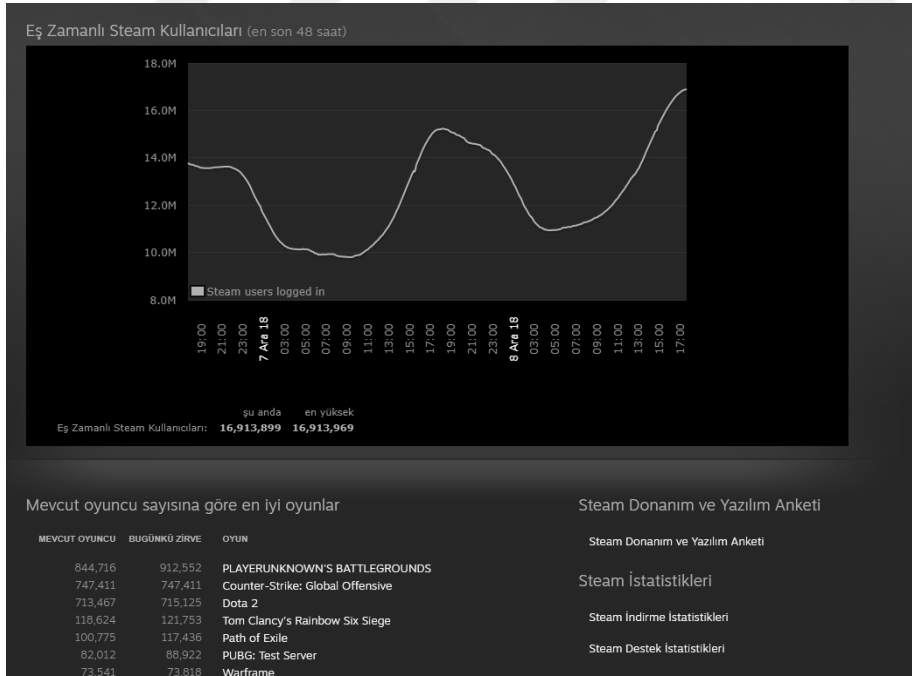 Eş Zamanlı Steam Kullanıcıları (en son 48 saat)
18.0M
16.0M
14.0M
12.0M
10.0M
8.0M
Steam users logged in
19:00 21:00 23:00 7 Ara 18 03:00 05:00 07:00 09:00 11:00 13:00 15:00 17:00 19:00 21:00 23:00 8 Ara 18 03:00 05:00 07:00 09:00 11:00 13:00 15:00 17:00
şu anda en yüksek
Eş Zamanlı Steam Kullanıcıları: 16,913,899 16,913,969
Mevcut oyuncu sayısına göre en iyi oyunlar
MEVCUT OYUNCU BUGÜNKÜ ZİRVE OYUN
844,716 912,552 PLAYERUNKNOWN'S BATTLEGROUNDS
747,411 747,411 Counter-Strike: Global Offensive
713,467 715,125 Dota 2
118,624 121,753 Tom Clancy's Rainbow Six Siege
100,775 117,436 Path of Exile
82,012 88,922 PUBG: Test Server
73,541 73,818 Warframe
Steam Donanım ve Yazılım Anketi
Steam Donanım ve Yazılım Anketi
Steam İstatistikleri
Steam İndirme İstatistikleri
Steam Destek İstatistikleri